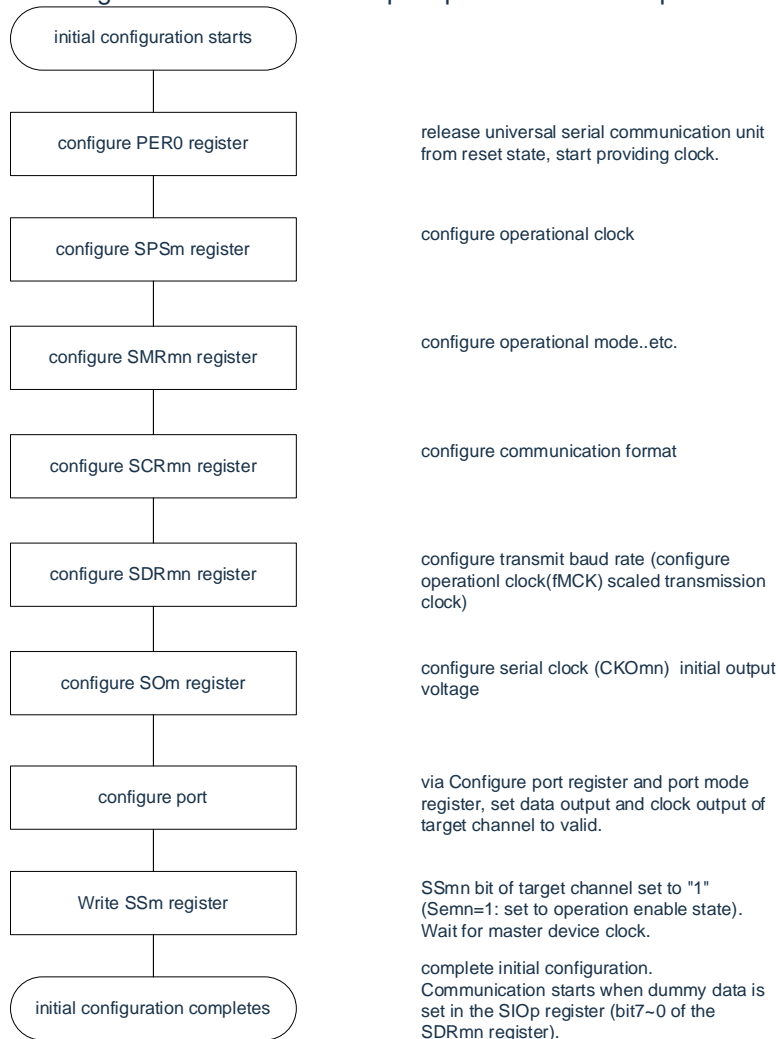 initial configuration starts
configure PER0 register
release universal serial communication unit
from reset state, start providing clock.
configure SPSm register
configure operational clock
configure SMRmn register
configure operational mode..etc.
configure SCRmn register
configure communication format
configure SDRmn register
configure transmit baud rate (configure
operationl clock(fMCK) scaled transmission
clock)
configure SOm register
configure serial clock (CKOmn)  initial output
voltage
configure port
via Configure port register and port mode
register, set data output and clock output of
target channel to valid.
Write SSm register
SSmn bit of target channel set to "1"
(Semn=1: set to operation enable state).
Wait for master device clock.
initial configuration completes
complete initial configuration.
Communication starts when dummy data is
set in the SIOp register (bit7~0 of the
SDRmn register).